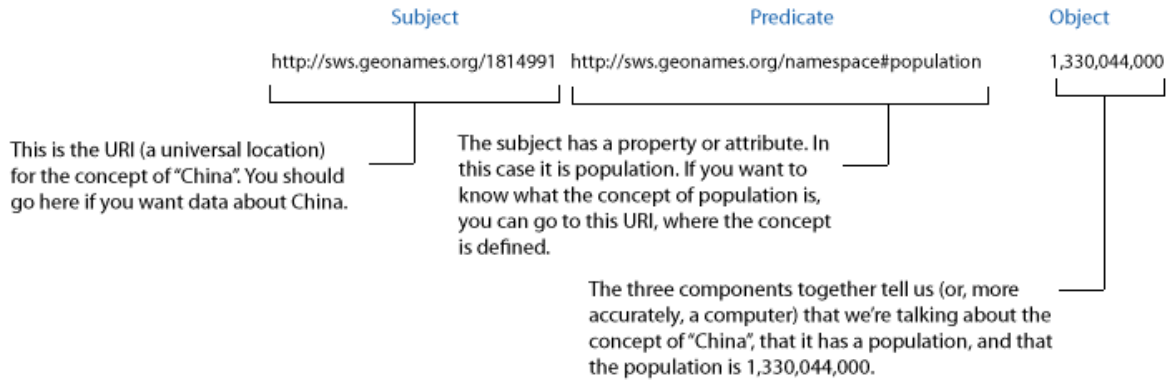 Subject Predicate Object
http://sws.geonames.org/1814991 http://sws.geonames.org/namespace#population 1,330,044,000
This is the URI (a universal location)
for the concept of “China”. You should
go here if you want data about China.
The subject has a property or attribute. In
this case it is population. If you want to
know what the concept of population is,
you can go to this URI, where the concept
is defined.
The three components together tell us (or, more
accurately, a computer) that we’re talking about the
concept of “China”, that it has a population, and that
the population is 1,330,044,000.